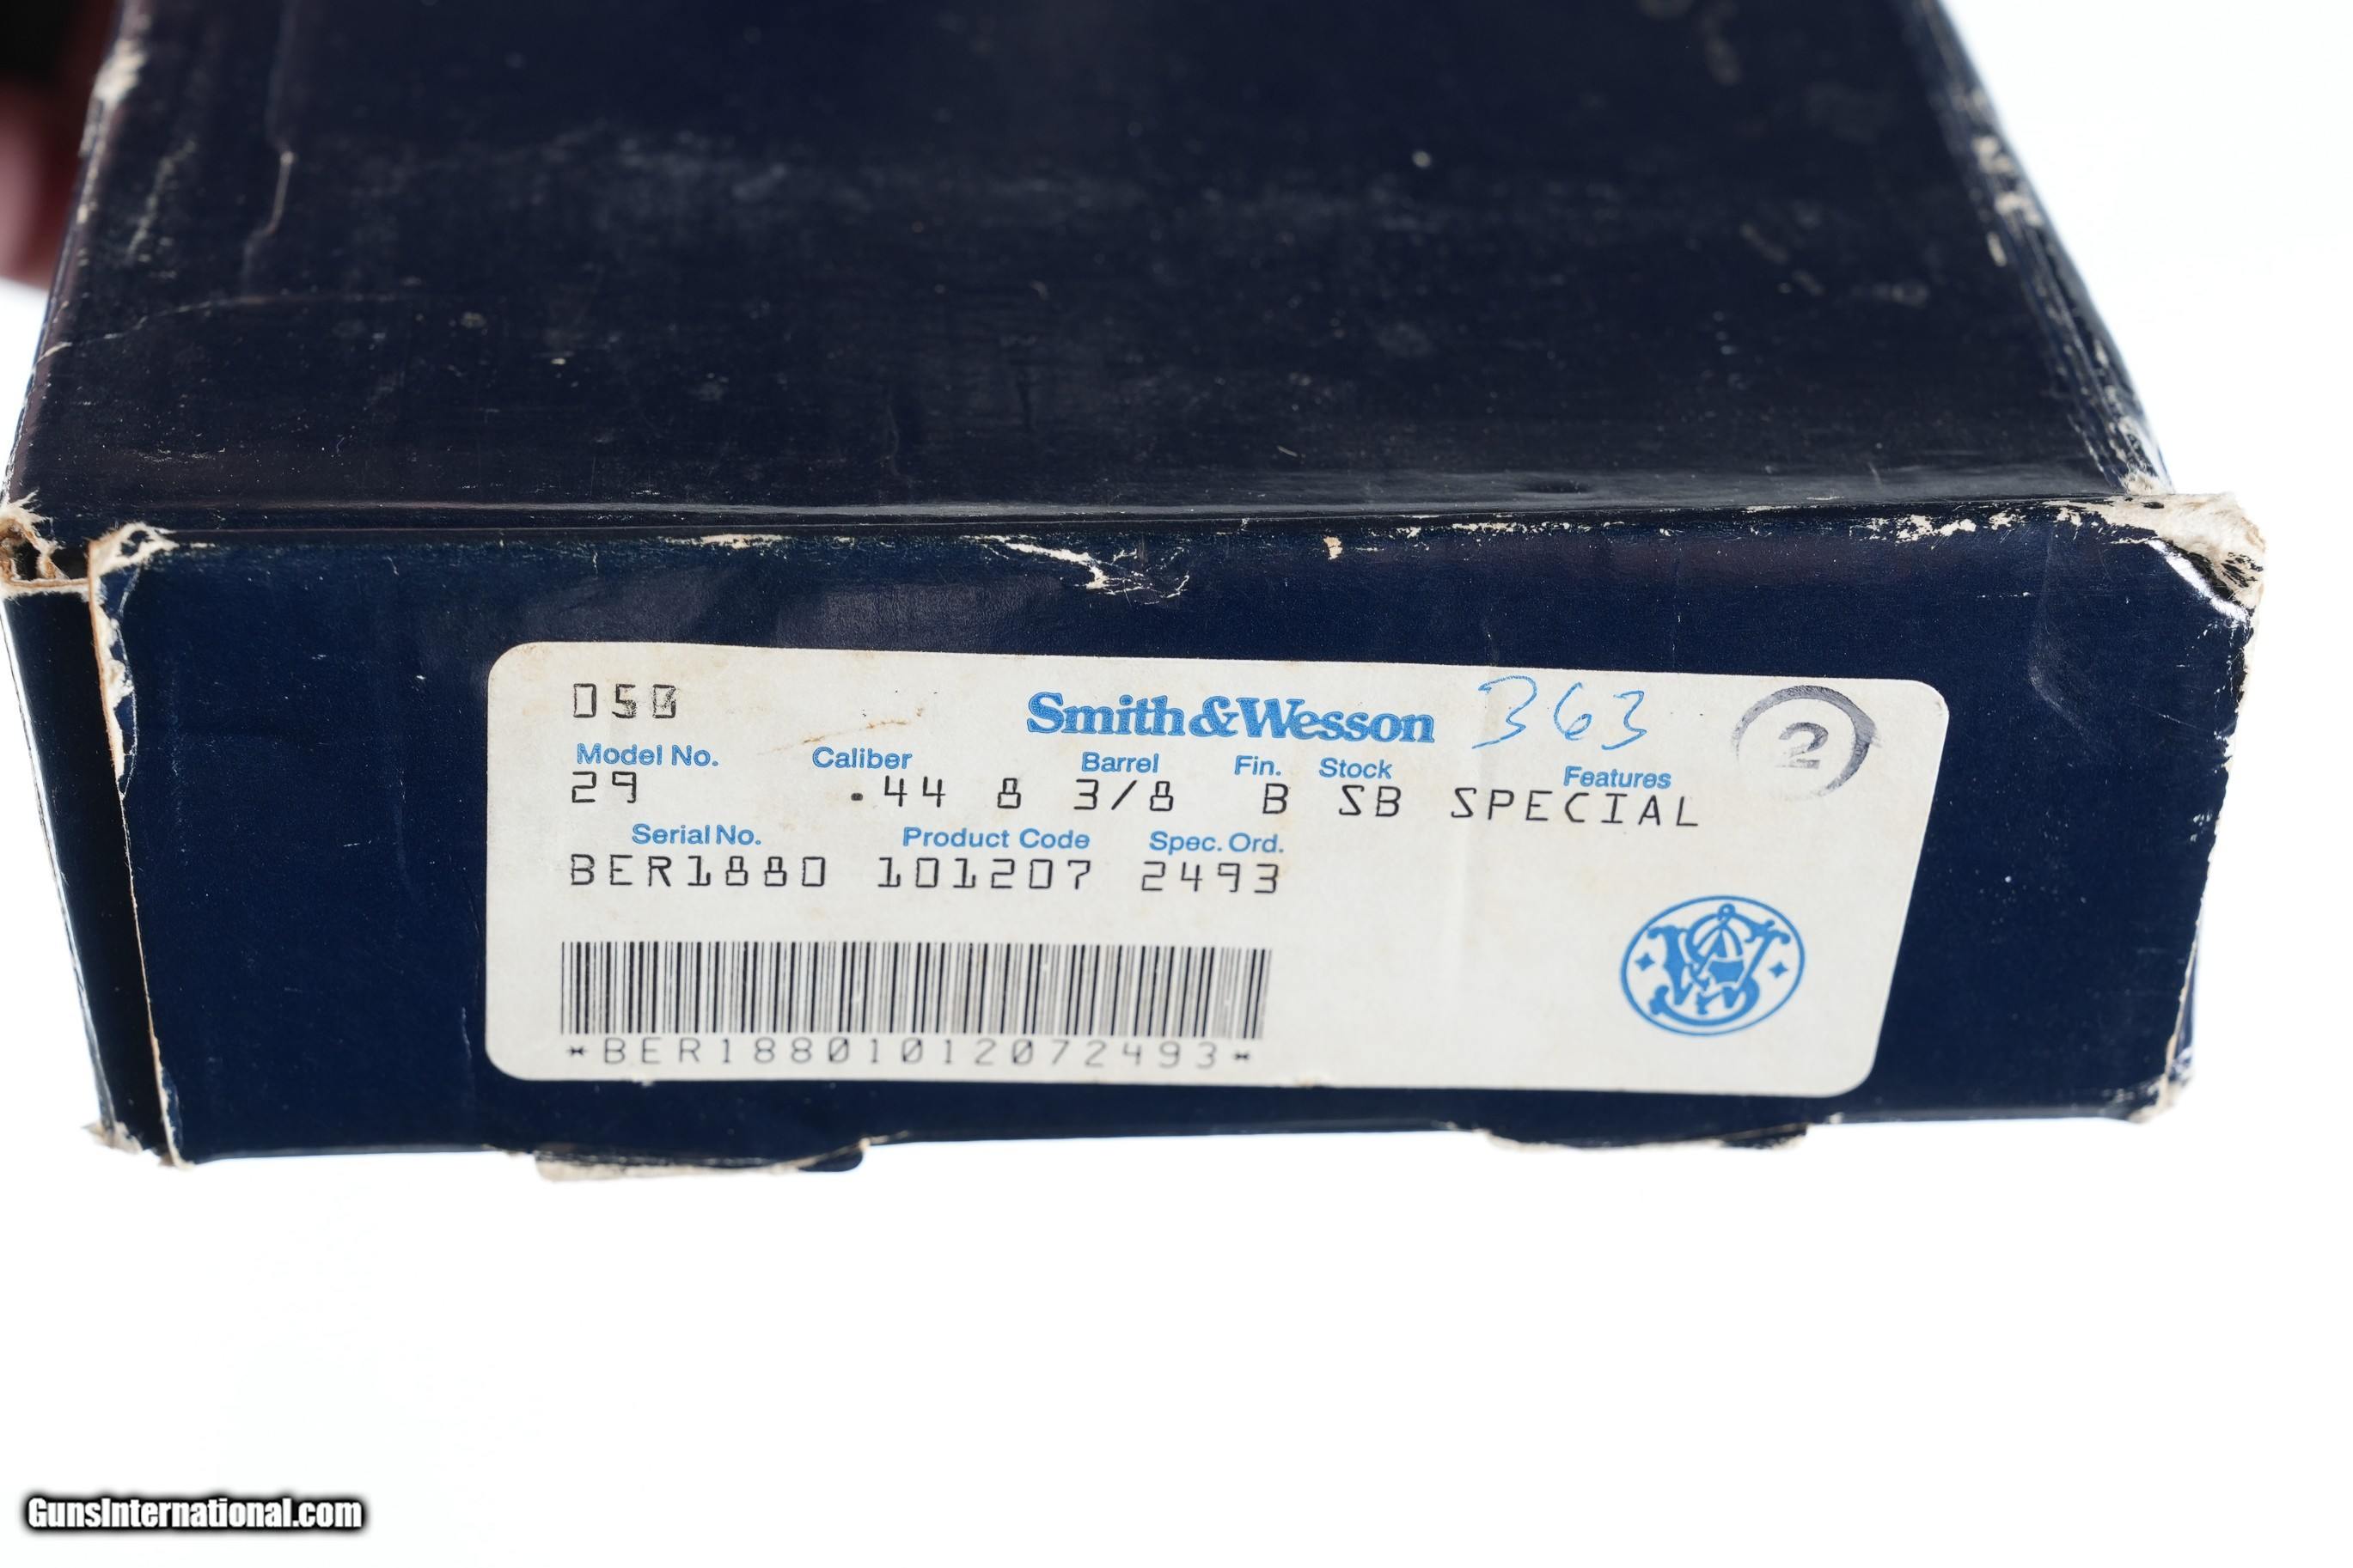 Smith & Wesson 363 2
Model No. Caliber Barrel Fin. Stock Features
29 .44 8 3/8 B SB SPECIAL
Serial No. Product Code Spec. Ord.
BER1880 101207 2493
*BER18801012072493*
GunsInternational.com